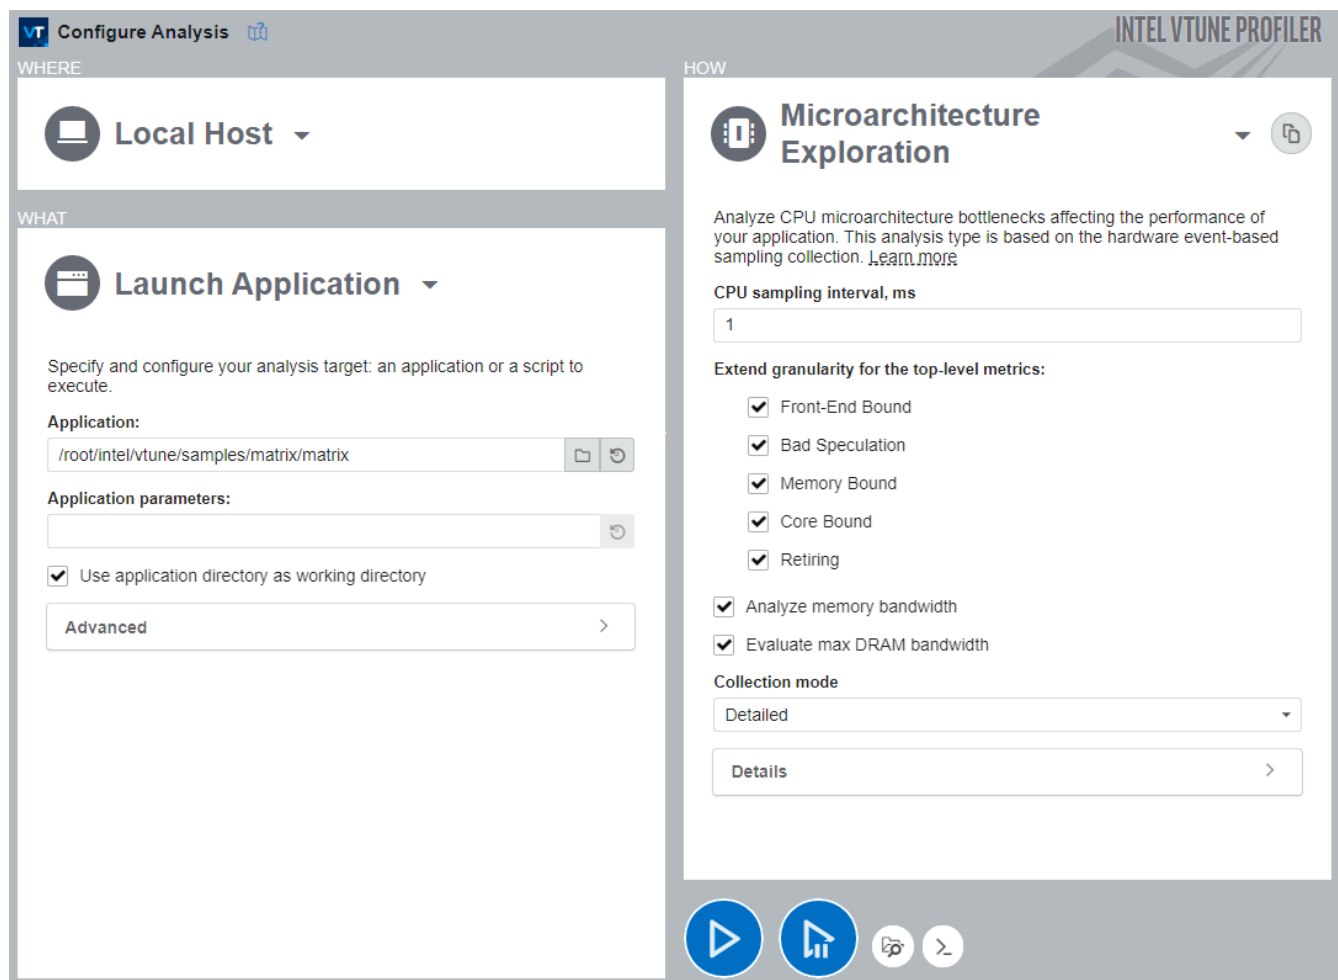 VT Configure Analysis
INTEL VTUNE PROFILER
WHERE
Local Host
WHAT
Launch Application
Specify and configure your analysis target: an application or a script to
execute.
Application:
/root/intel/vtune/samples/matrix/matrix
Application parameters:
Use application directory as working directory
Advanced
HOW
Microarchitecture
Exploration
Analyze CPU microarchitecture bottlenecks affecting the performance of
your application. This analysis type is based on the hardware event-based
sampling collection. Learn more
CPU sampling interval, ms
1
Extend granularity for the top-level metrics:
Front-End Bound
Bad Speculation
Memory Bound
Core Bound
Retiring
Analyze memory bandwidth
Evaluate max DRAM bandwidth
Collection mode
Detailed
Details